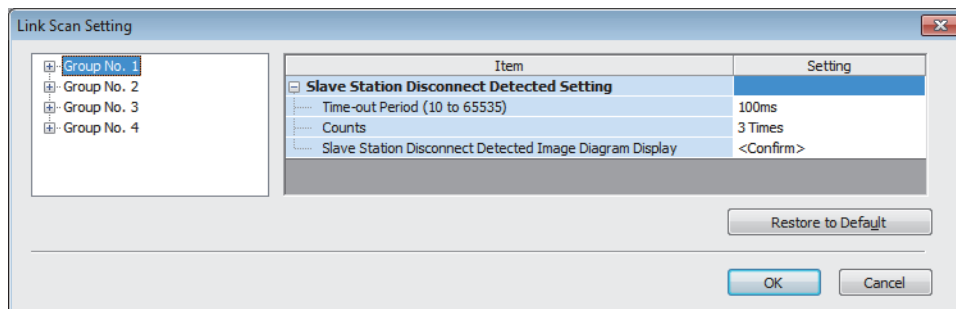 Link Scan Setting
Group No. 1
Group No. 2
Group No. 3
Group No. 4
Item Setting
Slave Station Disconnect Detected Setting
Time-out Period (10 to 65535) 100ms
Counts 3 Times
Slave Station Disconnect Detected Image Diagram Display <Confirm>
Restore to Default
OK Cancel